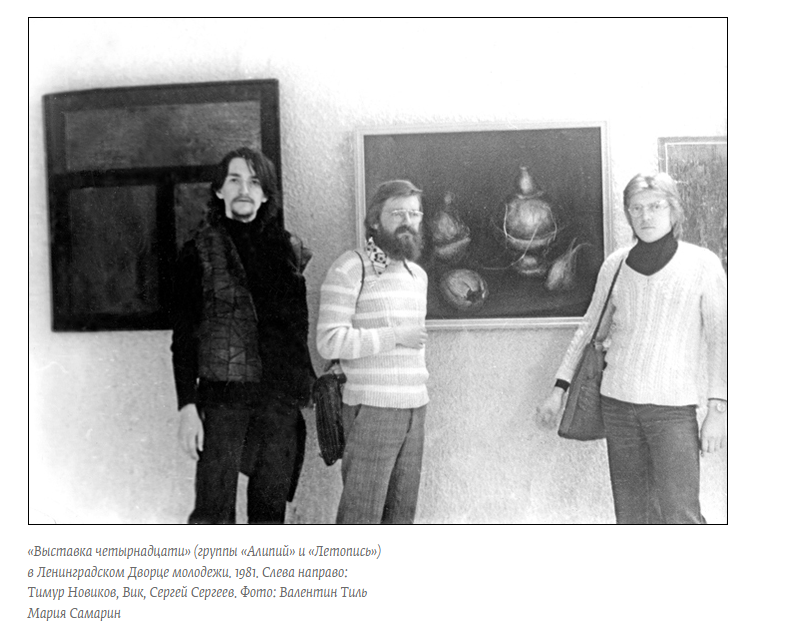 «Выставка четырнадцати» (группы «Алипий» и «Летопись»)
в Ленинградском Дворце молодежи. 1981. Слева направо:
Тимур Новиков, Вик, Сергей Сергеев. Фото: Валентин Тиль
Мария Самарин